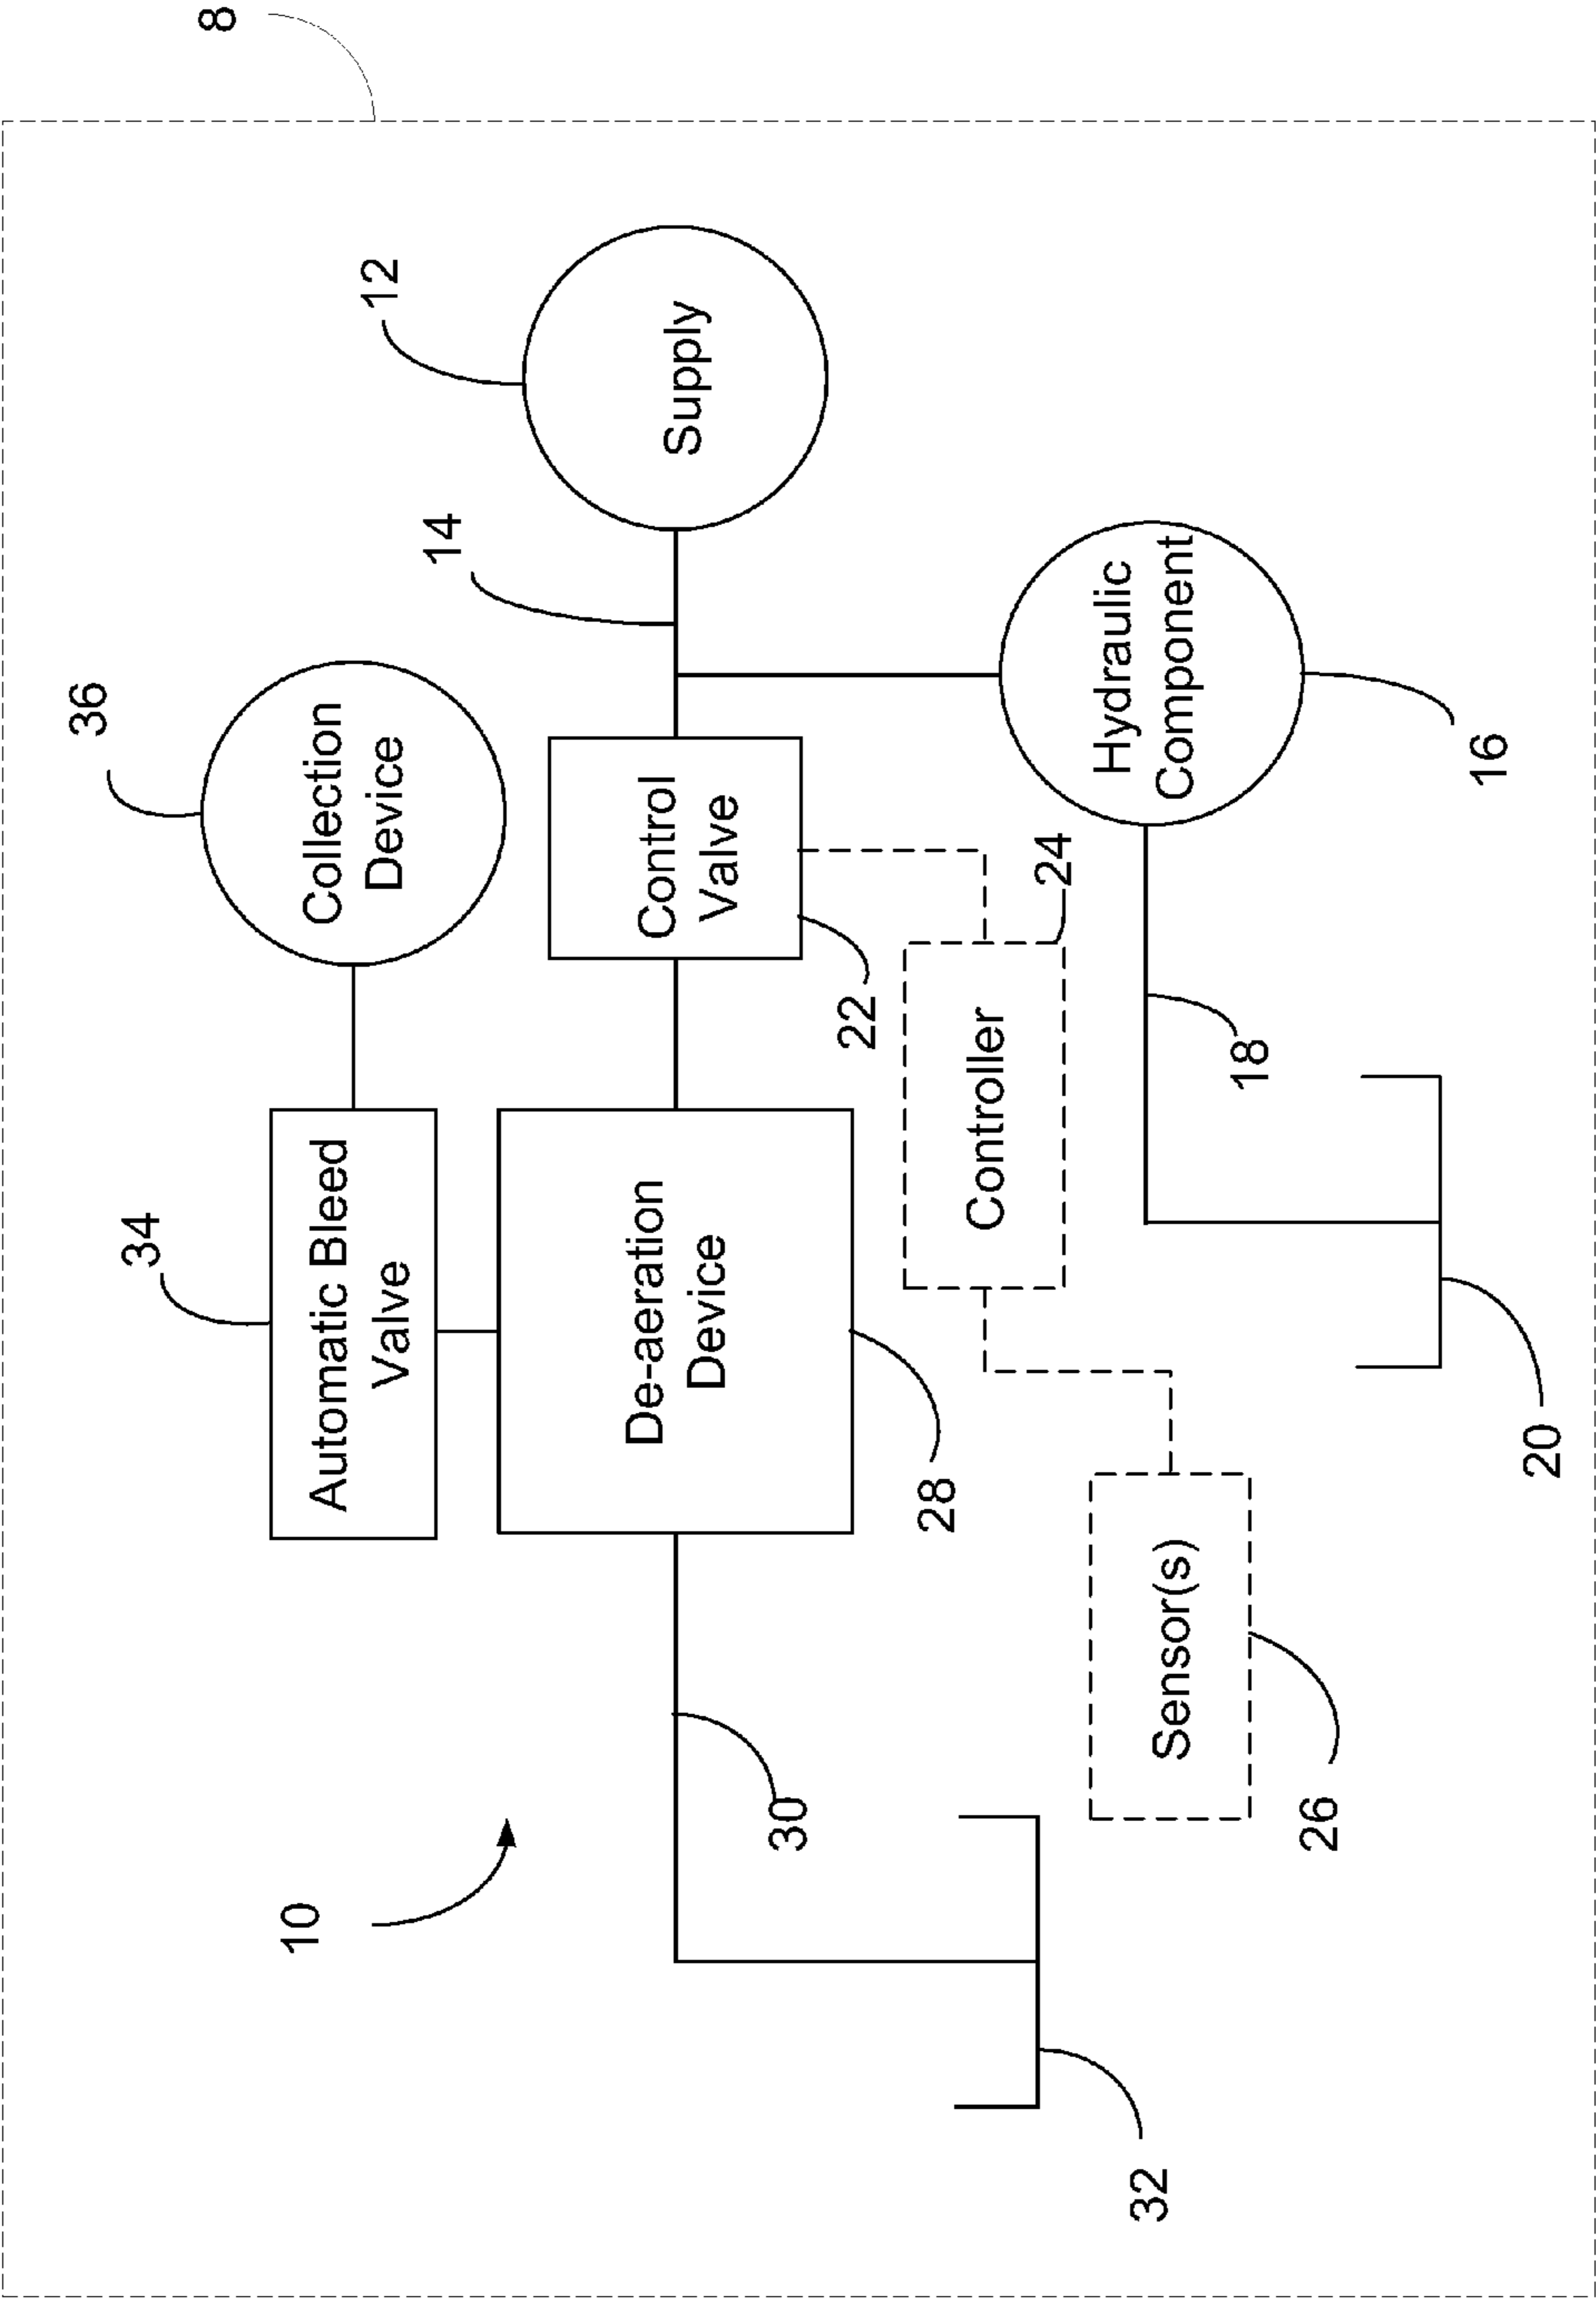 8
10
12
14
16
18
20
22
24
26
28
30
32
34
36
Automatic Bleed
Valve
Collection
Device
De-aeration
Device
Control
Valve
Supply
Controller
Sensor(s)
Hydraulic
Component